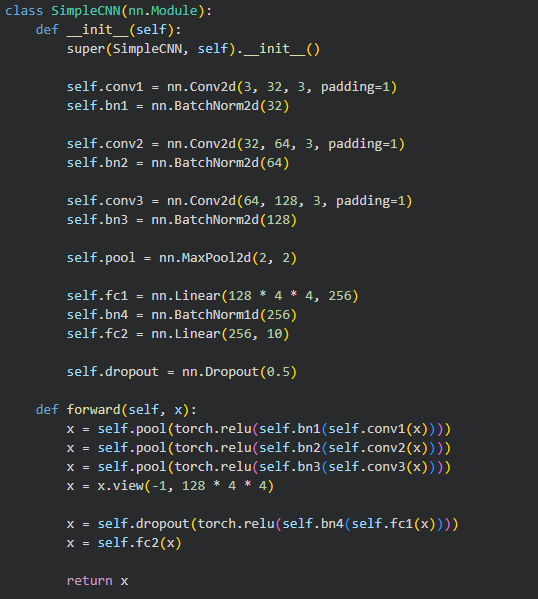 class SimpleCNN(nn.Module):
    def __init__(self):
        super(SimpleCNN, self).__init__()

        self.conv1 = nn.Conv2d(3, 32, 3, padding=1)
        self.bn1 = nn.BatchNorm2d(32)

        self.conv2 = nn.Conv2d(32, 64, 3, padding=1)
        self.bn2 = nn.BatchNorm2d(64)

        self.conv3 = nn.Conv2d(64, 128, 3, padding=1)
        self.bn3 = nn.BatchNorm2d(128)

        self.pool = nn.MaxPool2d(2, 2)

        self.fc1 = nn.Linear(128 * 4 * 4, 256)
        self.bn4 = nn.BatchNorm1d(256)
        self.fc2 = nn.Linear(256, 10)

        self.dropout = nn.Dropout(0.5)

    def forward(self, x):
        x = self.pool(torch.relu(self.bn1(self.conv1(x))))
        x = self.pool(torch.relu(self.bn2(self.conv2(x))))
        x = self.pool(torch.relu(self.bn3(self.conv3(x))))
        x = x.view(-1, 128 * 4 * 4)

        x = self.dropout(torch.relu(self.bn4(self.fc1(x))))
        x = self.fc2(x)

        return x